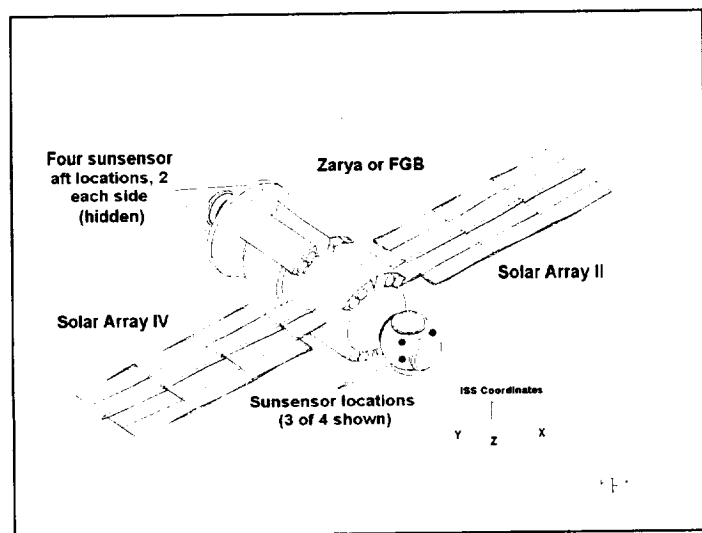 Four sunsensor
aft locations, 2
each side
(hidden)
Zarya or FGB
Solar Array II
Solar Array IV
Sunsensor locations
(3 of 4 shown)
ISS Coordinates
Y Z X